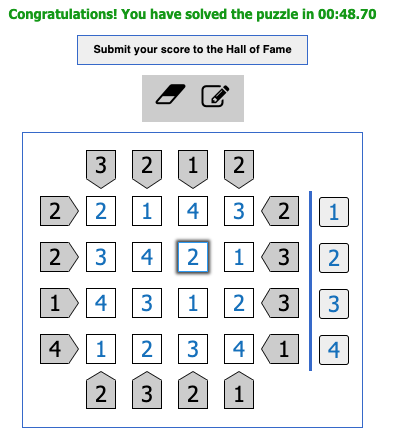 Congratulations! You have solved the puzzle in 00:48.70
Submit your score to the Hall of Fame
3 2 1 2
2 2 1 4 3 2 1
2 3 4 2 1 3 2
1 4 3 1 2 3 3
4 1 2 3 4 1 4
2 3 2 1